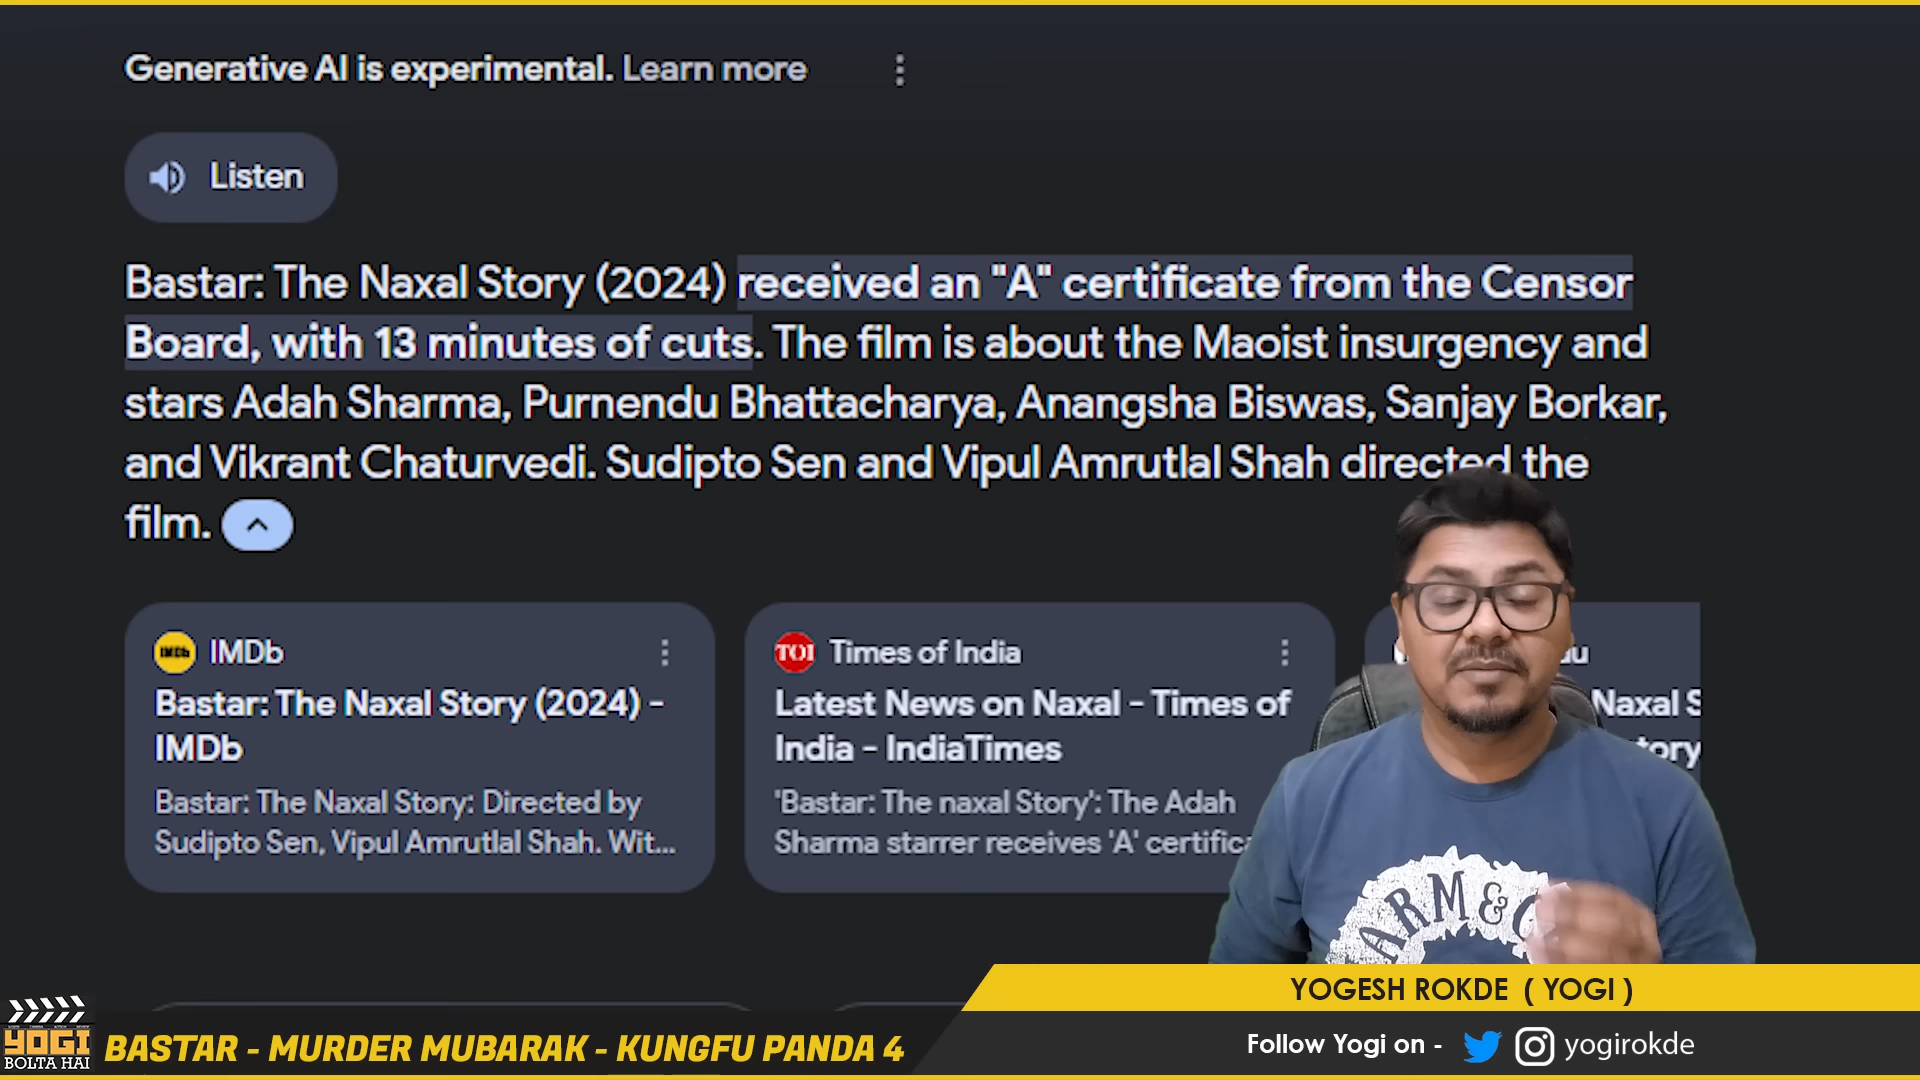 Generative AI is experimental. Learn more
Listen
Bastar: The Naxal Story (2024) received an "A" certificate from the Censor
Board, with 13 minutes of cuts. The film is about the Maoist insurgency and
stars Adah Sharma, Purnendu Bhattacharya, Anangsha Biswas, Sanjay Borkar,
and Vikrant Chaturvedi. Sudipto Sen and Vipul Amrutlal Shah directed the
film.
IMDb IMDb
Bastar: The Naxal Story (2024) -
IMDb
Bastar: The Naxal Story: Directed by
Sudipto Sen, Vipul Amrutlal Shah. Wit...
TOI Times of India
Latest News on Naxal - Times of
India - IndiaTimes
'Bastar: The naxal Story': The Adah
Sharma starrer receives 'A' certific
Naxal S
tory
ARM &
YOGESH ROKDE ( YOGI )
YOGI
BOLTA HAI
BASTAR - MURDER MUBARAK - KUNGFU PANDA 4
Follow Yogi on - yogirokde